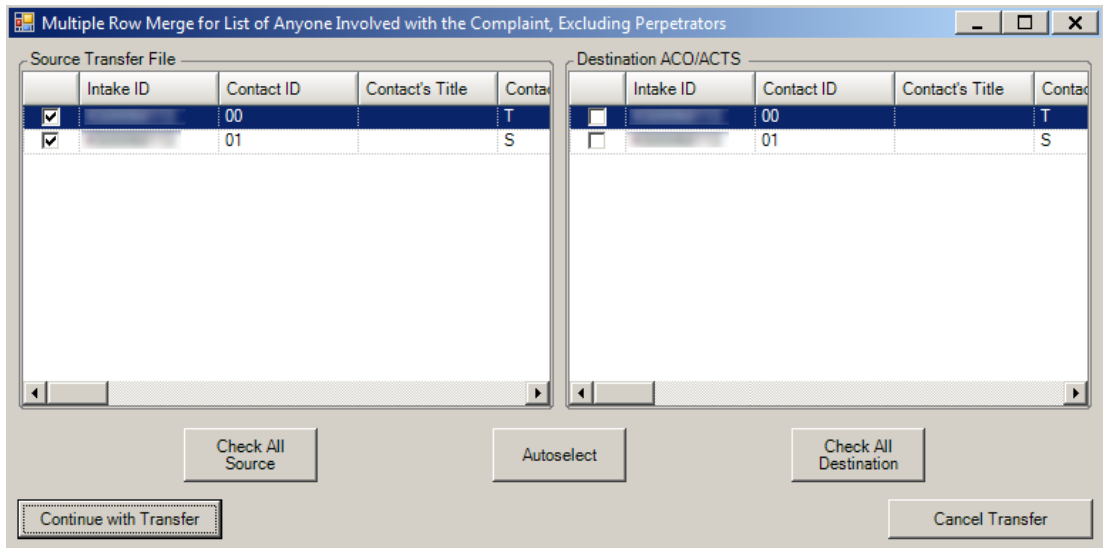 Multiple Row Merge for List of Anyone Involved with the Complaint, Excluding Perpetrators
Source Transfer File
Intake ID Contact ID Contact's Title Contac
00 T
01 S
Destination ACO/ACTS
Intake ID Contact ID Contact's Title Contac
00 T
01 S
Check All
Source
Autoselect
Check All
Destination
Continue with Transfer
Cancel Transfer